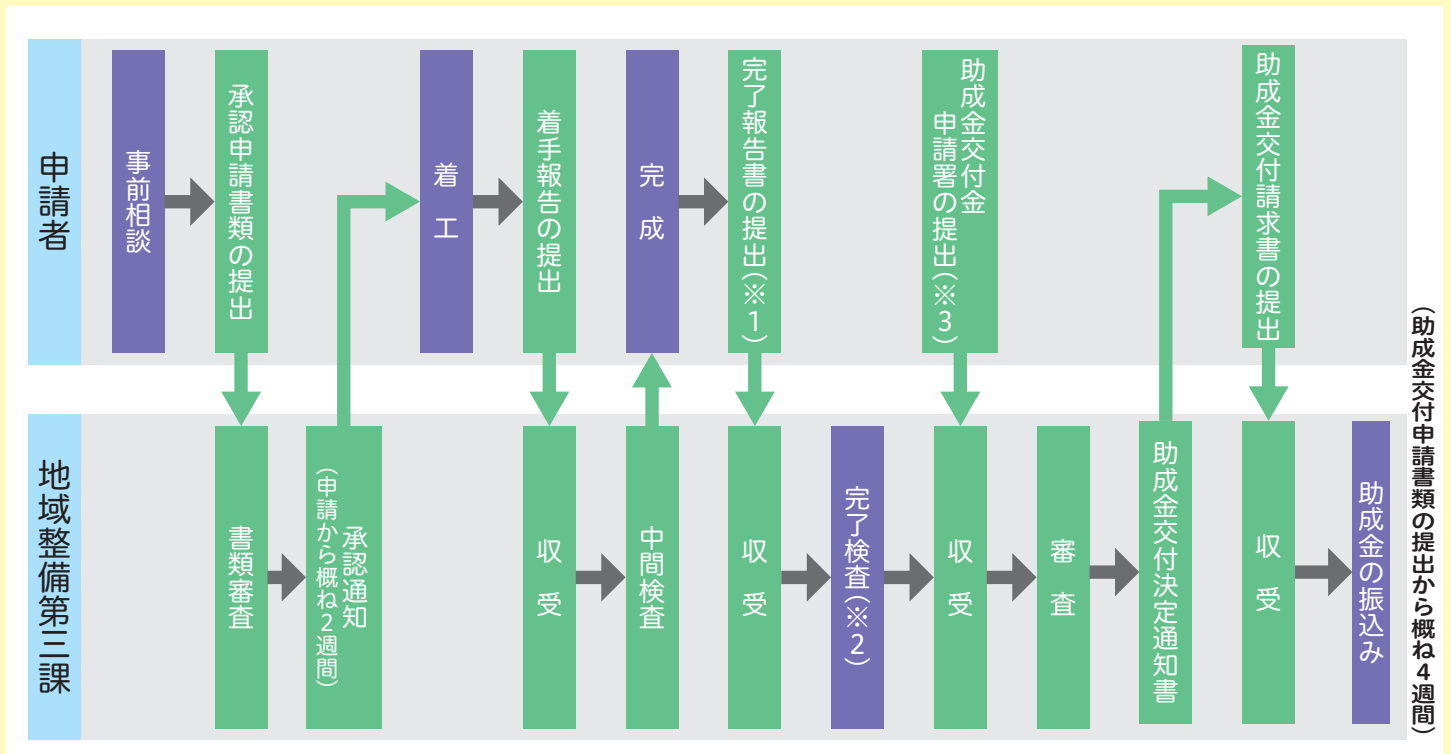 申請者
事前相談
承認申請書類の提出
着工
着手報告の提出
完成
完了報告書の提出(※1)
助成金交付金
申請署の提出(※3)
助成金交付請求書の提出
地域整備第三課
書類審査
承認通知
(申請から概ね2週間)
収受
中間検査
収受
完了検査(※2)
収受
審査
助成金交付決定通知書
収受
助成金の振込み
(助成金交付申請書類の提出から概ね4週間)